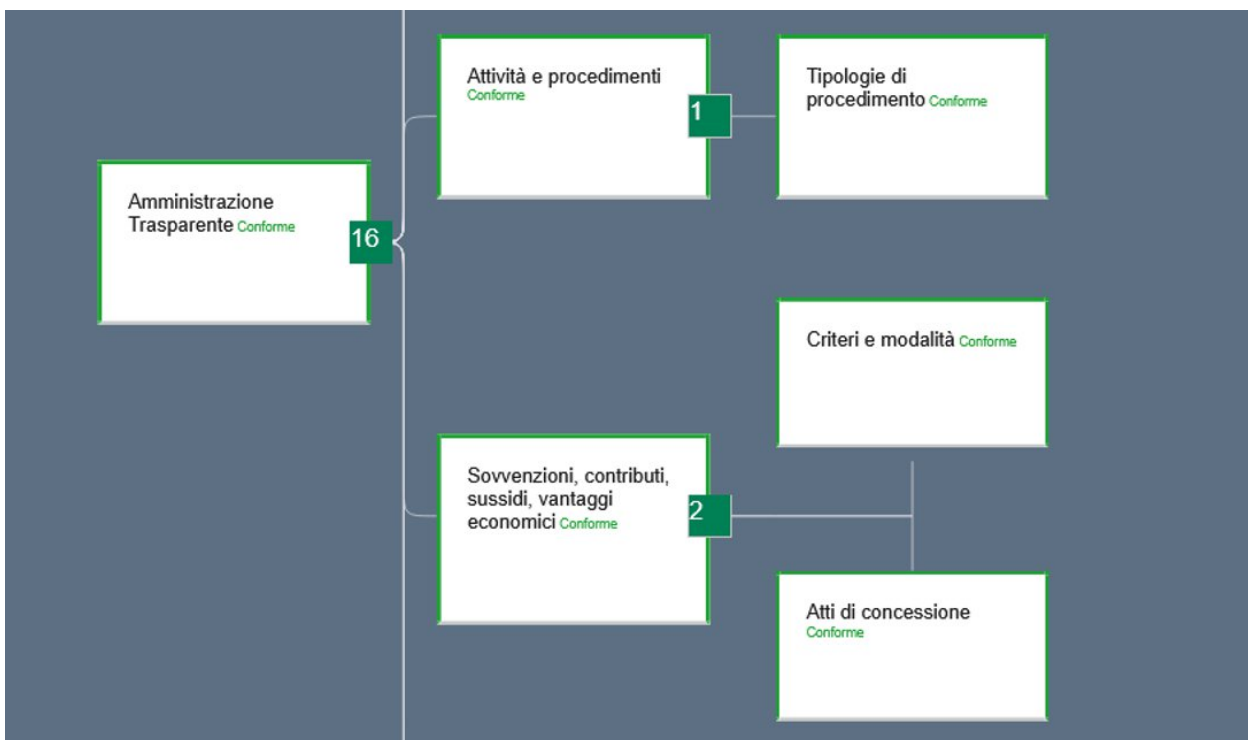 Amministrazione
Trasparente Conforme
16
Attività e procedimenti
Conforme
1
Tipologie di
procedimento Conforme
Sovvenzioni, contributi,
sussidi, vantaggi
economici Conforme
2
Criteri e modalità Conforme
Atti di concessione
Conforme